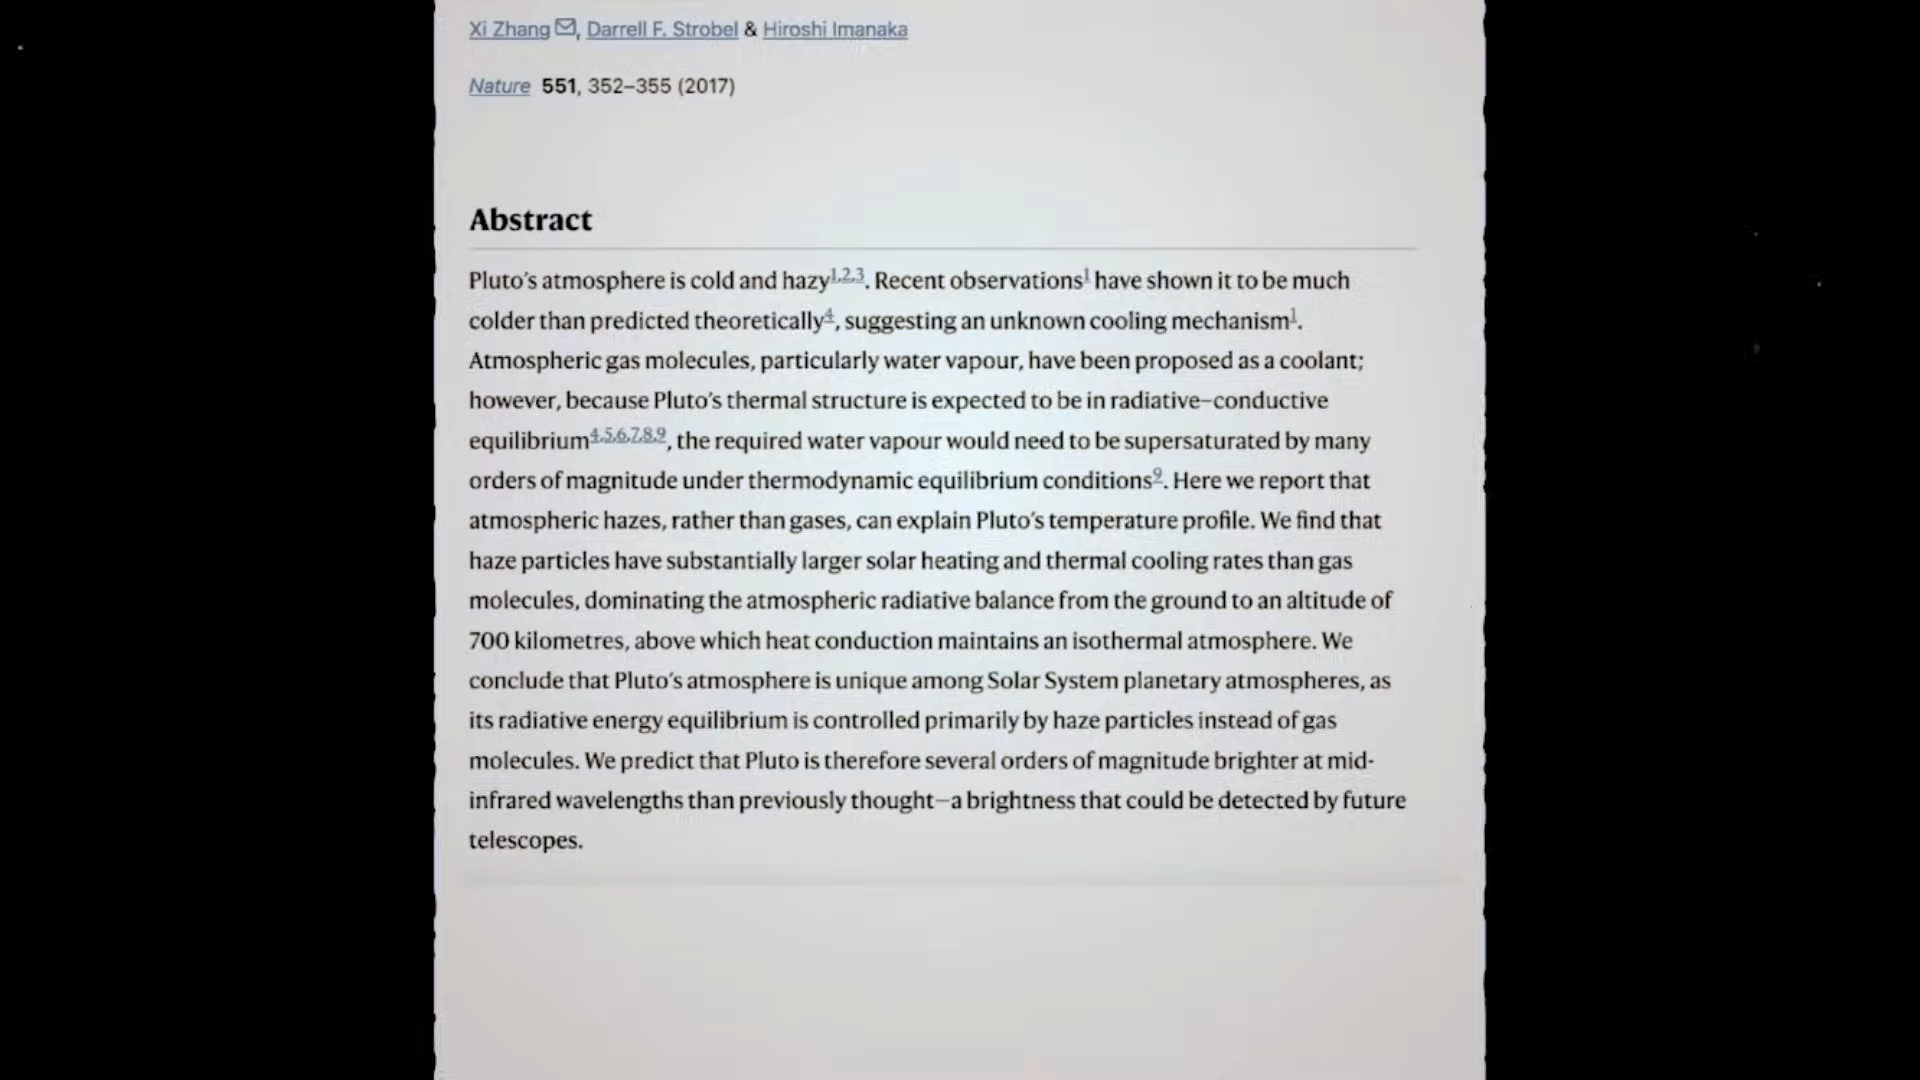 Xi Zhang, Darrell F. Strobel & Hiroshi Imanaka
Nature 551, 352–355 (2017)
Abstract
Pluto’s atmosphere is cold and hazy1,2,3. Recent observations1 have shown it to be much
colder than predicted theoretically4, suggesting an unknown cooling mechanism1.
Atmospheric gas molecules, particularly water vapour, have been proposed as a coolant;
however, because Pluto’s thermal structure is expected to be in radiative–conductive
equilibrium4,5,6,7,8,9, the required water vapour would need to be supersaturated by many
orders of magnitude under thermodynamic equilibrium conditions9. Here we report that
atmospheric hazes, rather than gases, can explain Pluto’s temperature profile. We find that
haze particles have substantially larger solar heating and thermal cooling rates than gas
molecules, dominating the atmospheric radiative balance from the ground to an altitude of
700 kilometres, above which heat conduction maintains an isothermal atmosphere. We
conclude that Pluto’s atmosphere is unique among Solar System planetary atmospheres, as
its radiative energy equilibrium is controlled primarily by haze particles instead of gas
molecules. We predict that Pluto is therefore several orders of magnitude brighter at mid-
infrared wavelengths than previously thought—a brightness that could be detected by future
telescopes.